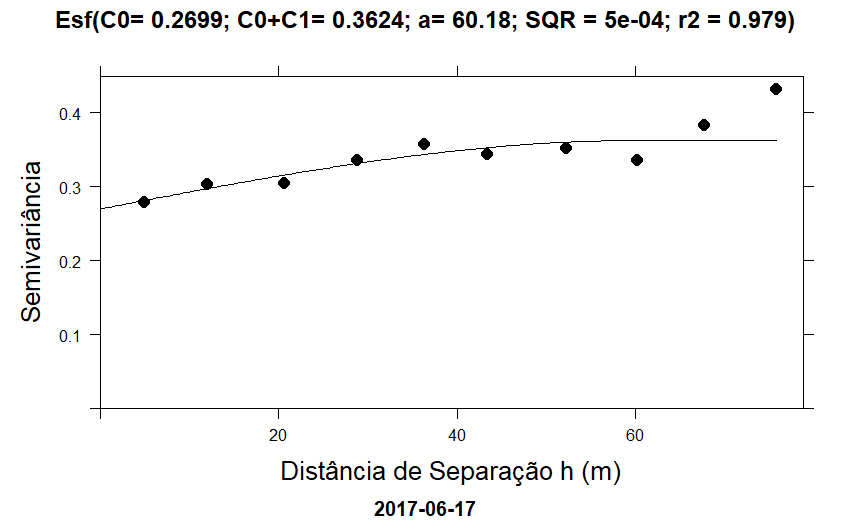 Esf(C0= 0.2699; C0+C1= 0.3624; a= 60.18; SQR = 5e-04; r2 = 0.979)
Semivariância
0.4
0.3
0.2
0.1
20 40 60
Distância de Separação h (m)
2017-06-17